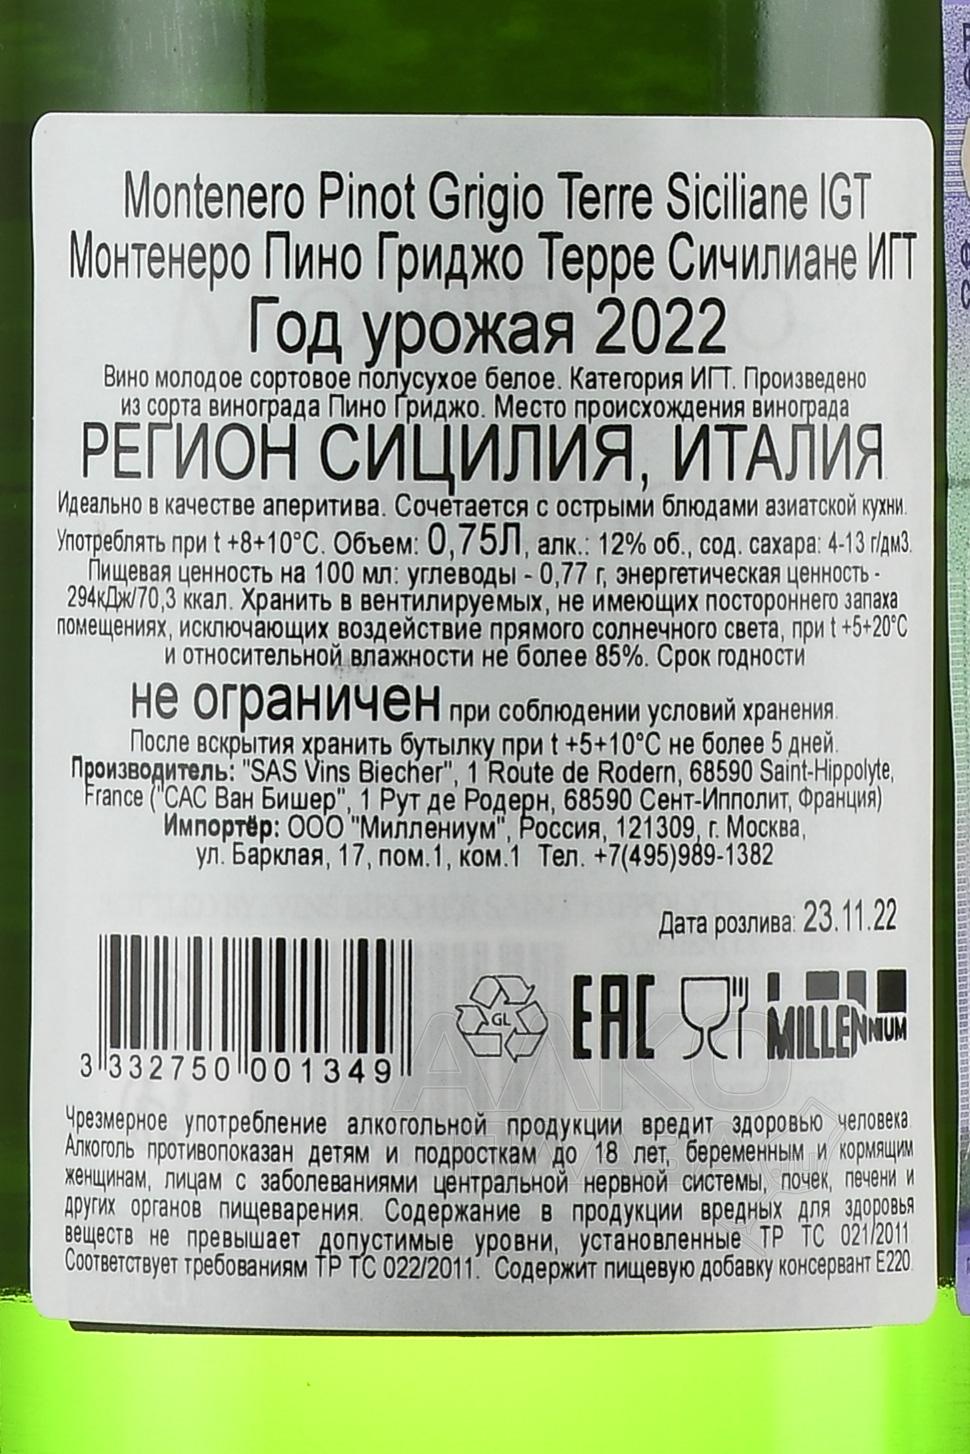 Montenero Pinot Grigio Terre Siciliane IGT
Монтенеро Пино Гриджо Терре Сичилиане ИГТ
Год урожая 2022
Вино молодое сортовое полусухое белое. Категория ИГТ. Произведено
из сорта винограда Пино Гриджо. Место происхождения винограда
РЕГИОН СИЦИЛИЯ, ИТАЛИЯ
Идеально в качестве аперитива. Сочетается с острыми блюдами азиатской кухни.
Употреблять при t +8+10°С. Объем: 0,75Л, алк.: 12% об., сод. сахара: 4-13 г/дм3.
Пищевая ценность на 100 мл: углеводы - 0,77 г, энергетическая ценность -
294кДж/70,3 ккал. Хранить в вентилируемых, не имеющих постороннего запаха
помещениях, исключающих воздействие прямого солнечного света, при t +5+20°С
и относительной влажности не более 85%. Срок годности
не ограничен при соблюдении условий хранения.
После вскрытия хранить бутылку при t +5+10°С не более 5 дней.
Производитель: "SAS Vins Biecher", 1 Route de Rodern, 68590 Saint-Hippolyte,
France ("САС Ван Бишер", 1 Рут де Родерн, 68590 Сент-Ипполит, Франция)
Импортёр: ООО "Миллениум", Россия, 121309, г. Москва,
ул. Барклая, 17, пом.1, ком.1 Тел. +7(495)989-1382
Дата розлива: 23.11.22
GL EAC MILLENNIUM
3 332750 001349
Чрезмерное употребление алкогольной продукции вредит здоровью человека.
Алкоголь противопоказан детям и подросткам до 18 лет, беременным и кормящим
женщинам, лицам с заболеваниями центральной нервной системы, почек, печени и
других органов пищеварения. Содержание в продукции вредных для здоровья
веществ не превышает допустимые уровни, установленные ТР ТС 021/2011.
Соответствует требованиям ТР ТС 022/2011. Содержит пищевую добавку консервант Е220.